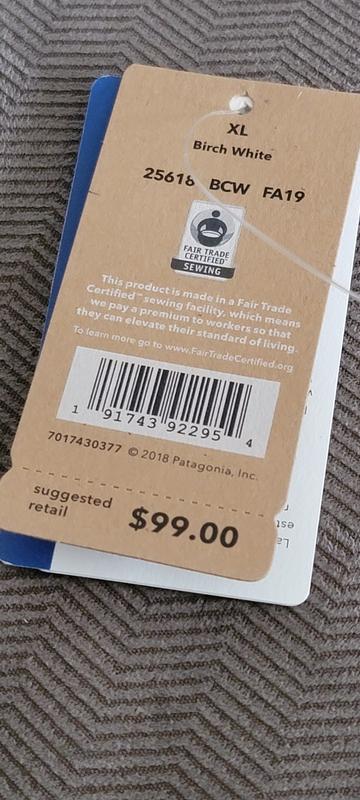 XL
Birch White
25618 BCW FA19
FAIR TRADE
CERTIFIED™
SEWING
This product is made in a Fair Trade
Certified™ sewing facility, which means
we pay a premium to workers so that
they can elevate their standard of living.
To learn more go to www.FairTradeCertified.org
1 91743 92295 4
7017430377 © 2018 Patagonia, Inc.
suggested
retail
$99.00